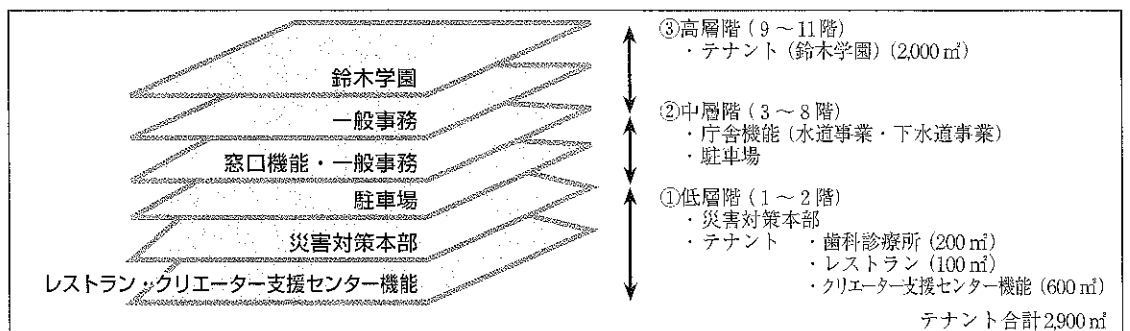 鈴木学園
一般事務
窓口機能・一般事務
駐車場
災害対策本部
レストラン・クリエーター支援センター機能
③高層階(9～11階)
・テナント(鈴木学園)(2,000㎡)
②中層階(3～8階)
・庁舎機能(水道事業・下水道事業)
・駐車場
①低層階(1～2階)
・災害対策本部
・テナント ・歯科診療所(200㎡)
・レストラン(100㎡)
・クリエーター支援センター機能(600㎡)
テナント合計2,900㎡